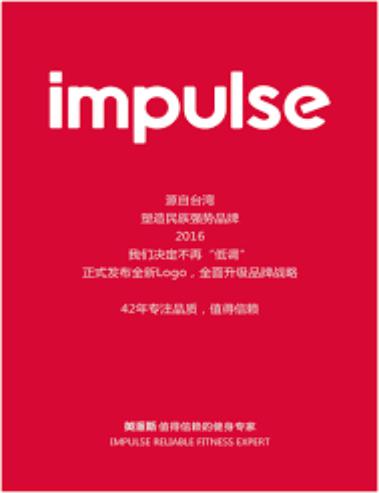 impulse
源自台湾
塑造民族强势品牌
2016
我们决定不再“低调”
正式发布全新Logo，全面升级品牌战略
42年专注品质，值得信赖
英派斯 值得信赖的健身专家
IMPULSE RELIABLE FITNESS EXPERT